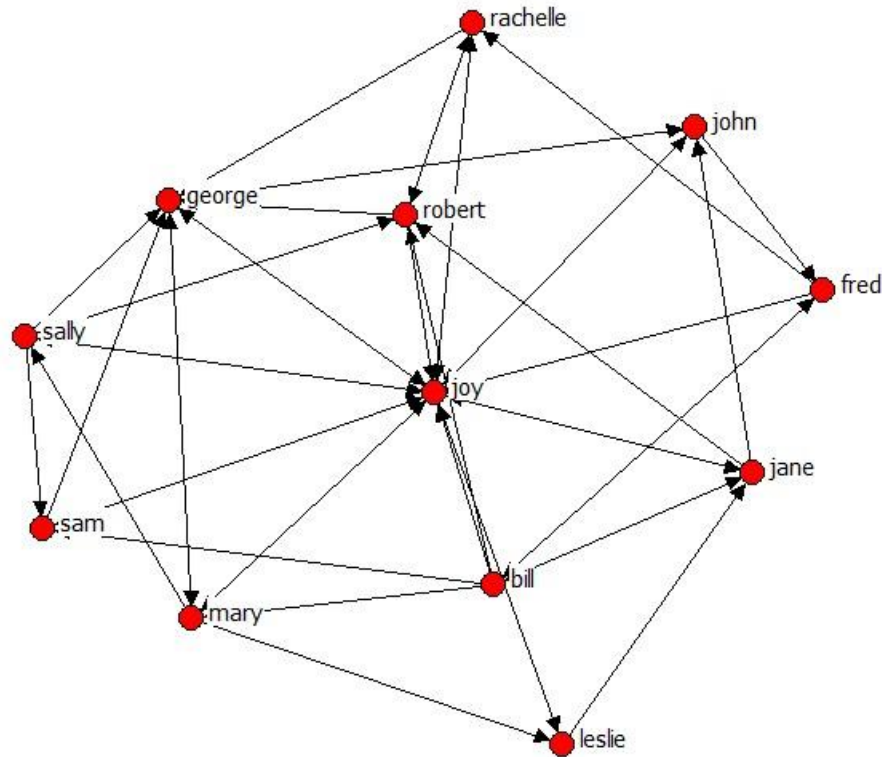 rachelle
john
george
robert
fred
sally
joy
jane
sam
bill
mary
leslie